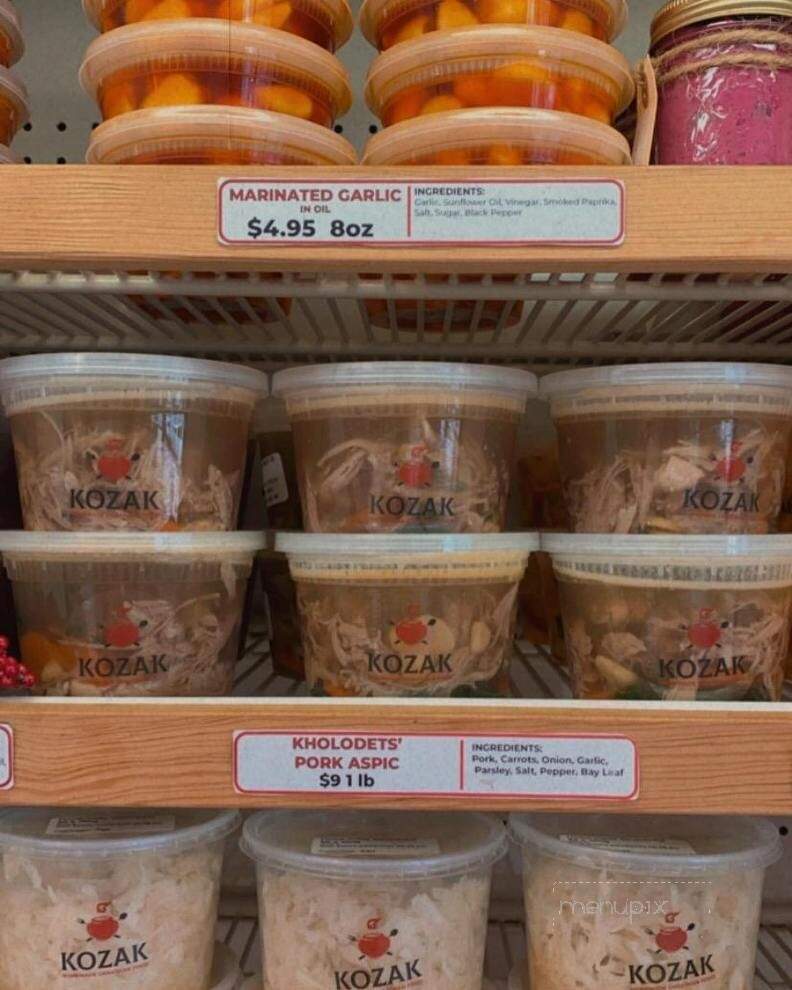 MARINATED GARLIC
IN OIL
$4.95 8oz
INGREDIENTS:
Garlic, Sunflower Oil, Vinegar, Smoked Paprika,
Salt, Sugar, Black Pepper
KOZAK
KOZAK
KOZAK
KOZAK
KOZAK
KOZAK
KHOLODETS'
PORK ASPIC
$9 1 lb
INGREDIENTS:
Pork, Carrots, Onion, Garlic,
Parsley, Salt, Pepper, Bay Leaf
menupix
KOZAK
KOZAK
KOZAK